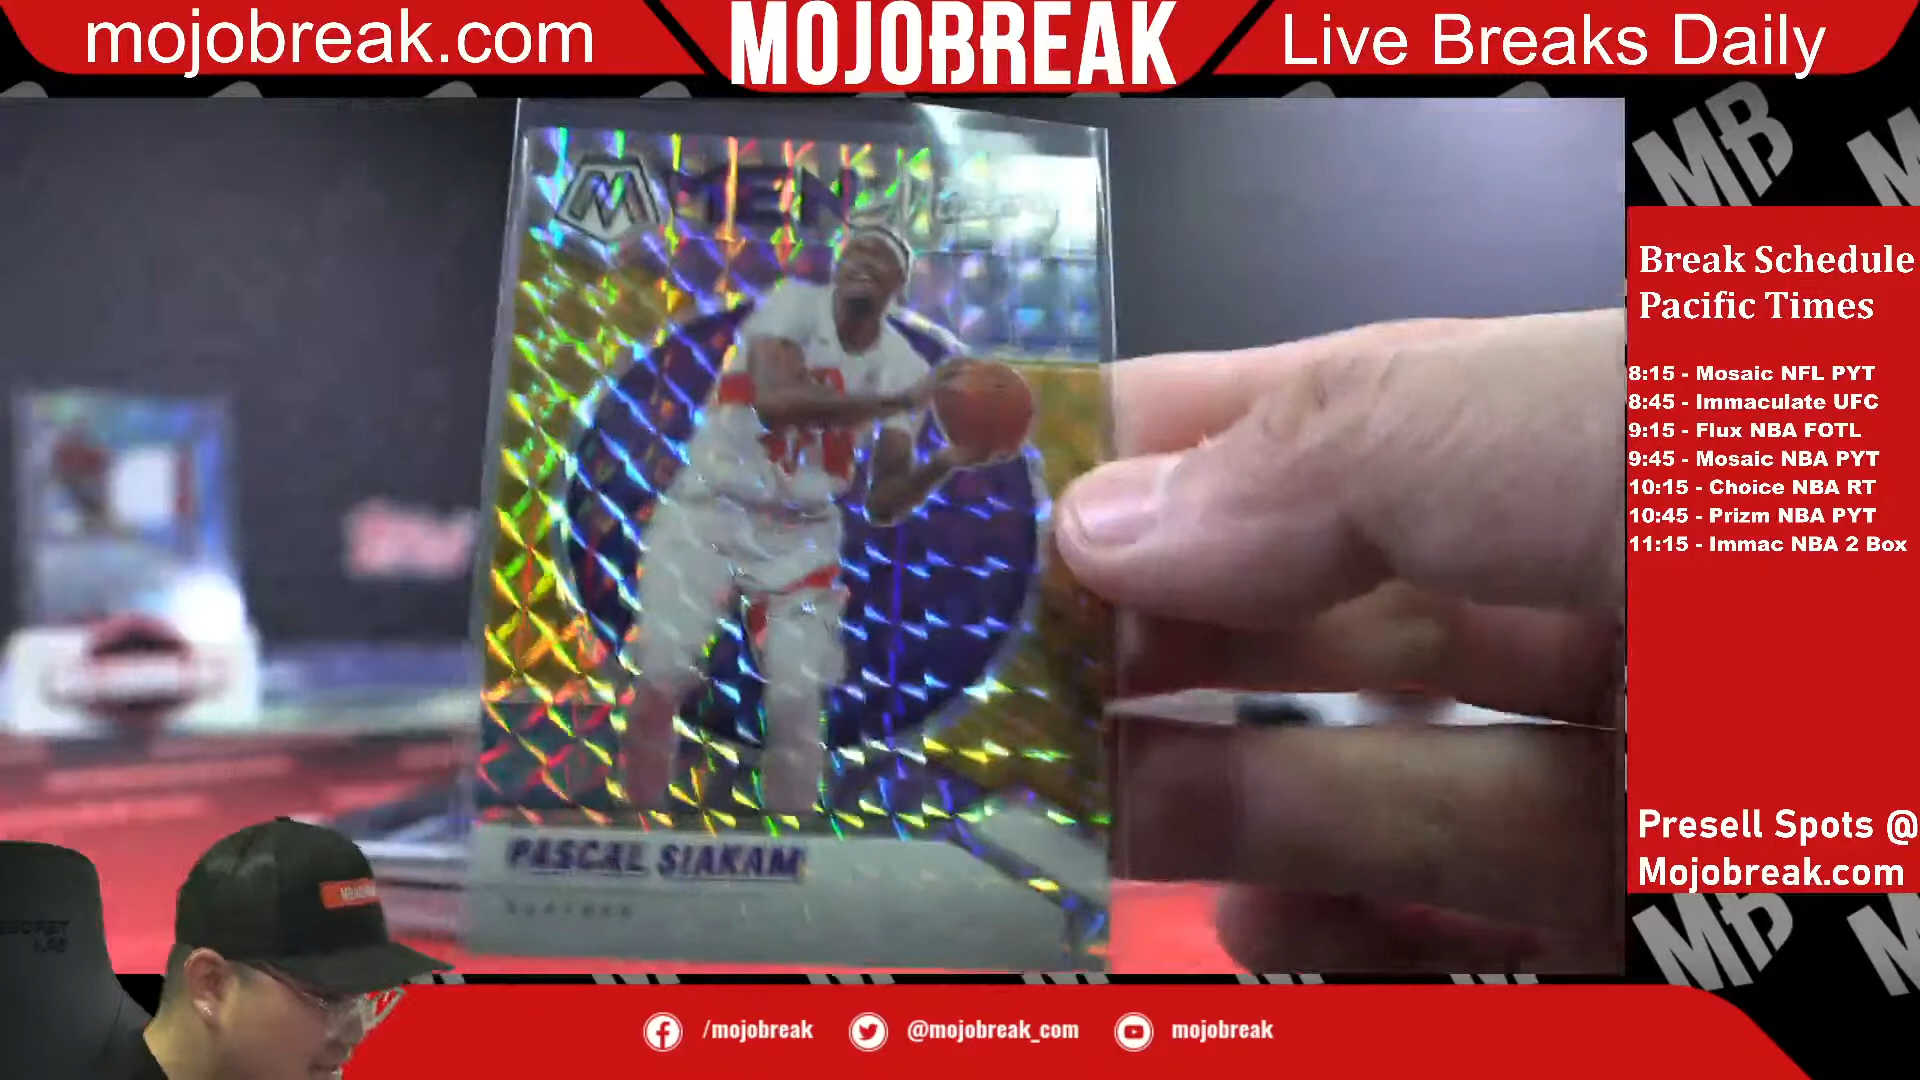 mojobreak.com
MOJOBREAK
Live Breaks Daily
MB
MEN
Break Schedule
Pacific Times
8:15 - Mosaic NFL PYT
8:45 - Immaculate UFC
9:15 - Flux NBA FOTL
9:45 - Mosaic NBA PYT
10:15 - Choice NBA RT
10:45 - Prizm NBA PYT
11:15 - Immac NBA 2 Box
Presell Spots @
Mojobreak.com
PASCAL SIAKAM
MB
/mojobreak
@mojobreak_com
mojobreak